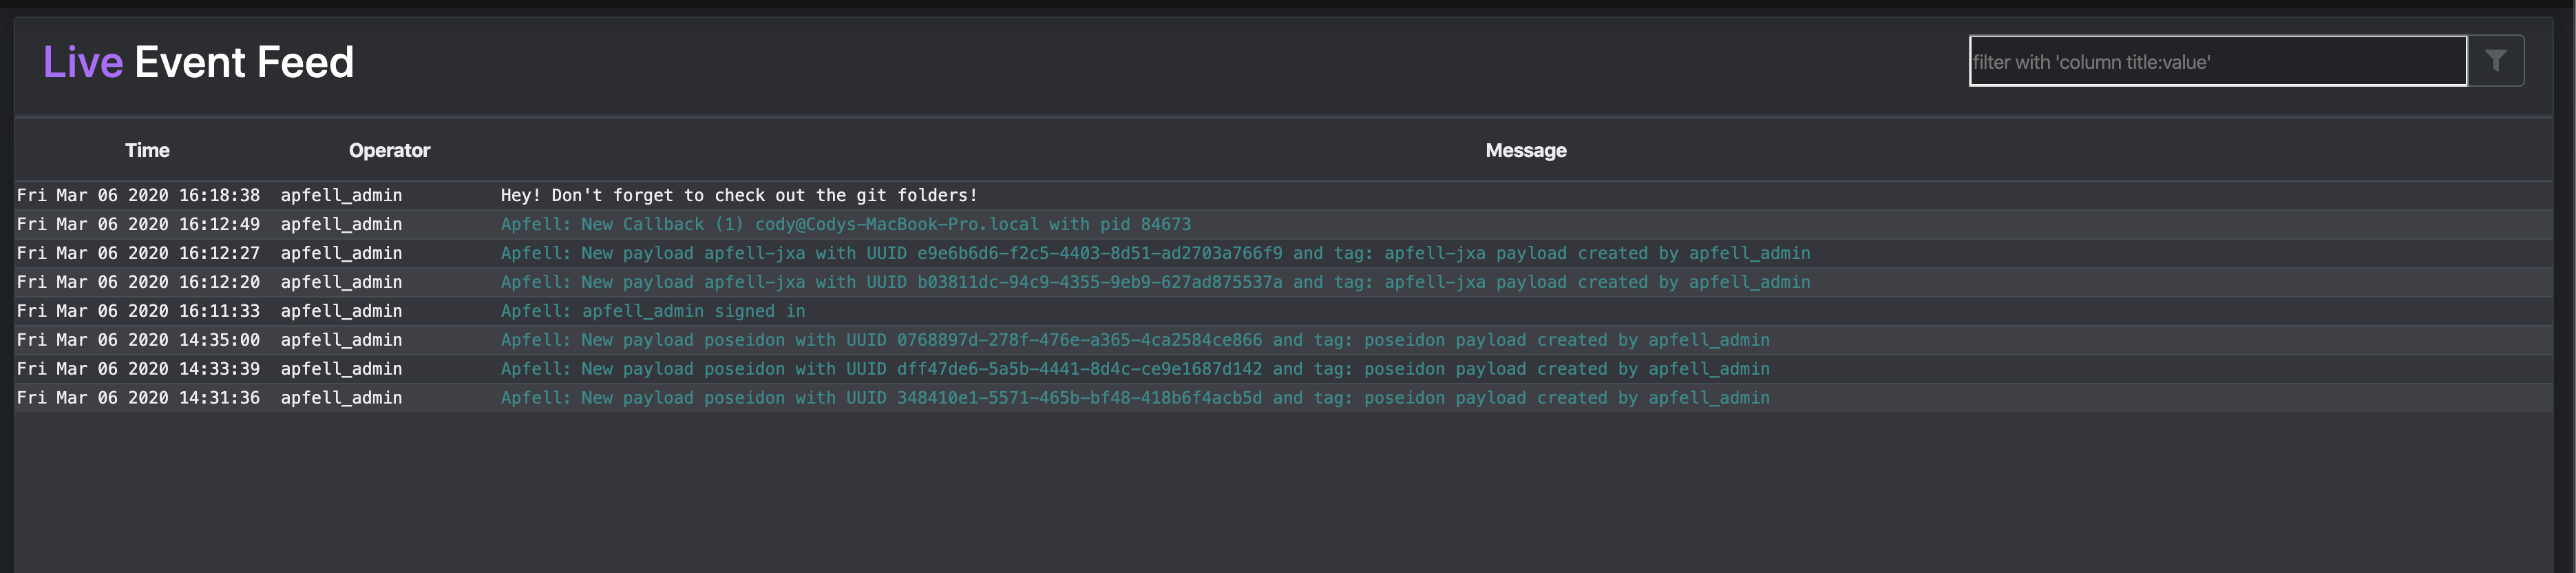 Live Event Feed
filter with 'column title:value'
Time Operator Message
Fri Mar 06 2020 16:18:38 apfell_admin Hey! Don't forget to check out the git folders!
Fri Mar 06 2020 16:12:49 apfell_admin Apfell: New Callback (1) cody@Codys-MacBook-Pro.local with pid 84673
Fri Mar 06 2020 16:12:27 apfell_admin Apfell: New payload apfell-jxa with UUID e9e6b6d6-f2c5-4403-8d51-ad2703a766f9 and tag: apfell-jxa payload created by apfell_admin
Fri Mar 06 2020 16:12:20 apfell_admin Apfell: New payload apfell-jxa with UUID b03811dc-94c9-4355-9eb9-627ad875537a and tag: apfell-jxa payload created by apfell_admin
Fri Mar 06 2020 16:11:33 apfell_admin Apfell: apfell_admin signed in
Fri Mar 06 2020 14:35:00 apfell_admin Apfell: New payload poseidon with UUID 0768897d-278f-476e-a365-4ca2584ce866 and tag: poseidon payload created by apfell_admin
Fri Mar 06 2020 14:33:39 apfell_admin Apfell: New payload poseidon with UUID dff47de6-5a5b-4441-8d4c-ce9e1687d142 and tag: poseidon payload created by apfell_admin
Fri Mar 06 2020 14:31:36 apfell_admin Apfell: New payload poseidon with UUID 348410e1-5571-465b-bf48-418b6f4acb5d and tag: poseidon payload created by apfell_admin